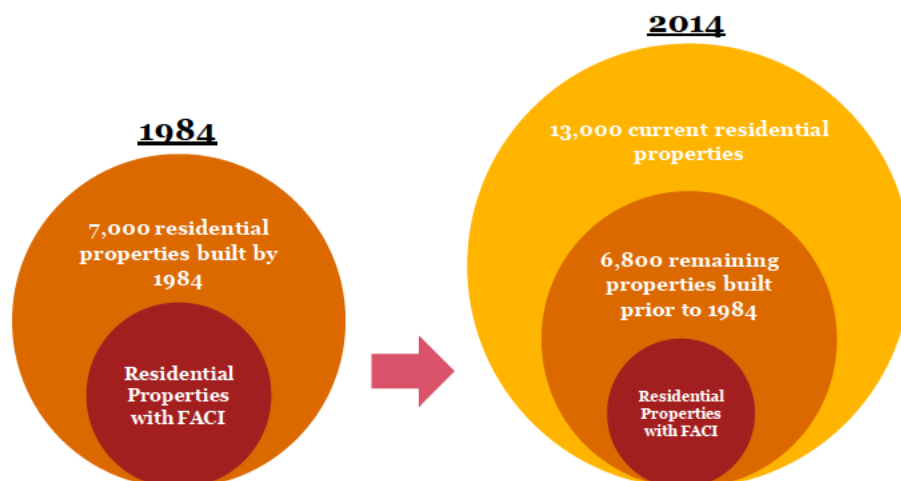 1984
7,000 residential
properties built by
1984
Residential
Properties
with FACI
2014
13,000 current residential
properties
6,800 remaining
properties built
prior to 1984
Residential
Properties
with FACI